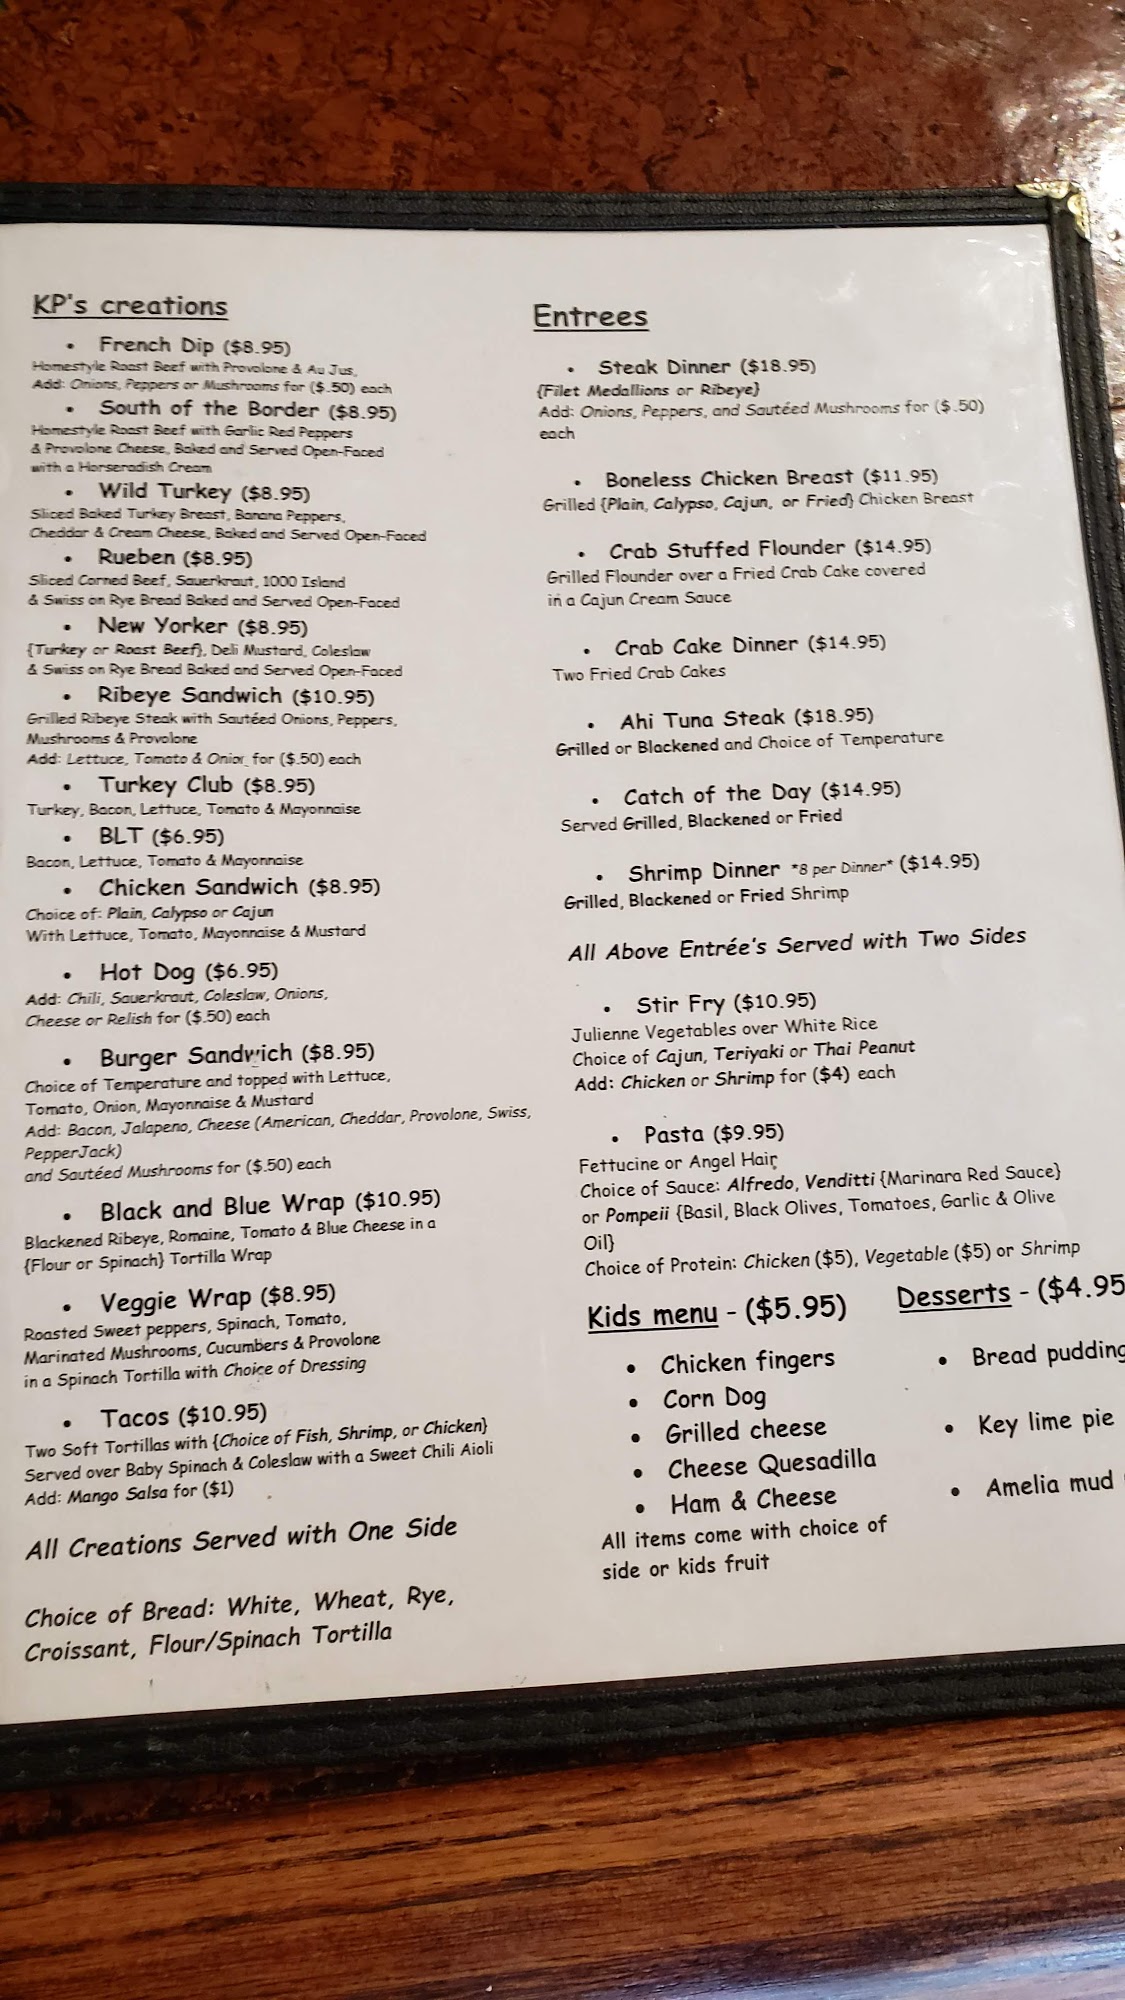 KP's creations
• French Dip ($8.95)
Homestyle Roast Beef with Provolone & Au Jus,
Add: Onions, Peppers or Mushrooms for ($.50) each
• South of the Border ($8.95)
Homestyle Roast Beef with Garlic Red Peppers
& Provolone Cheese, Baked and Served Open-Faced
with a Horseradish Cream
• Wild Turkey ($8.95)
Sliced Baked Turkey Breast, Banana Peppers,
Cheddar & Cream Cheese, Baked and Served Open-Faced
• Rueben ($8.95)
Sliced Corned Beef, Sauerkraut, 1000 Island
& Swiss on Rye Bread Baked and Served Open-Faced
• New Yorker ($8.95)
{Turkey or Roast Beef}, Deli Mustard, Coleslaw
& Swiss on Rye Bread Baked and Served Open-Faced
• Ribeye Sandwich ($10.95)
Grilled Ribeye Steak with Sautéed Onions, Peppers,
Mushrooms & Provolone
Add: Lettuce, Tomato & Onion for ($.50) each
• Turkey Club ($8.95)
Turkey, Bacon, Lettuce, Tomato & Mayonnaise
• BLT ($6.95)
Bacon, Lettuce, Tomato & Mayonnaise
• Chicken Sandwich ($8.95)
Choice of: Plain, Calypso or Cajun
With Lettuce, Tomato, Mayonnaise & Mustard
• Hot Dog ($6.95)
Add: Chili, Sauerkraut, Coleslaw, Onions,
Cheese or Relish for ($.50) each
• Burger Sandwich ($8.95)
Choice of Temperature and topped with Lettuce,
Tomato, Onion, Mayonnaise & Mustard
Add: Bacon, Jalapeno, Cheese (American, Cheddar, Provolone, Swiss,
PepperJack)
and Sautéed Mushrooms for ($.50) each
• Black and Blue Wrap ($10.95)
Blackened Ribeye, Romaine, Tomato & Blue Cheese in a
{Flour or Spinach} Tortilla Wrap
• Veggie Wrap ($8.95)
Roasted Sweet peppers, Spinach, Tomato,
Marinated Mushrooms, Cucumbers & Provolone
in a Spinach Tortilla with Choice of Dressing
• Tacos ($10.95)
Two Soft Tortillas with {Choice of Fish, Shrimp, or Chicken}
Served over Baby Spinach & Coleslaw with a Sweet Chili Aioli
Add: Mango Salsa for ($1)
All Creations Served with One Side
Choice of Bread: White, Wheat, Rye,
Croissant, Flour/Spinach Tortilla
Entrees
• Steak Dinner ($18.95)
{Filet Medallions or Ribeye}
Add: Onions, Peppers, and Sautéed Mushrooms for ($.50)
each
• Boneless Chicken Breast ($11.95)
Grilled {Plain, Calypso, Cajun, or Fried} Chicken Breast
• Crab Stuffed Flounder ($14.95)
Grilled Flounder over a Fried Crab Cake covered
in a Cajun Cream Sauce
• Crab Cake Dinner ($14.95)
Two Fried Crab Cakes
• Ahi Tuna Steak ($18.95)
Grilled or Blackened and Choice of Temperature
• Catch of the Day ($14.95)
Served Grilled, Blackened or Fried
• Shrimp Dinner *8 per Dinner* ($14.95)
Grilled, Blackened or Fried Shrimp
All Above Entrée's Served with Two Sides
• Stir Fry ($10.95)
Julienne Vegetables over White Rice
Choice of Cajun, Teriyaki or Thai Peanut
Add: Chicken or Shrimp for ($4) each
• Pasta ($9.95)
Fettucine or Angel Hair
Choice of Sauce: Alfredo, Venditti {Marinara Red Sauce}
or Pompeii {Basil, Black Olives, Tomatoes, Garlic & Olive
Oil}
Choice of Protein: Chicken ($5), Vegetable ($5) or Shrimp
Kids menu - ($5.95)
• Chicken fingers
• Corn Dog
• Grilled cheese
• Cheese Quesadilla
• Ham & Cheese
All items come with choice of
side or kids fruit
Desserts - ($4.95
• Bread pudding
• Key lime pie
• Amelia mud